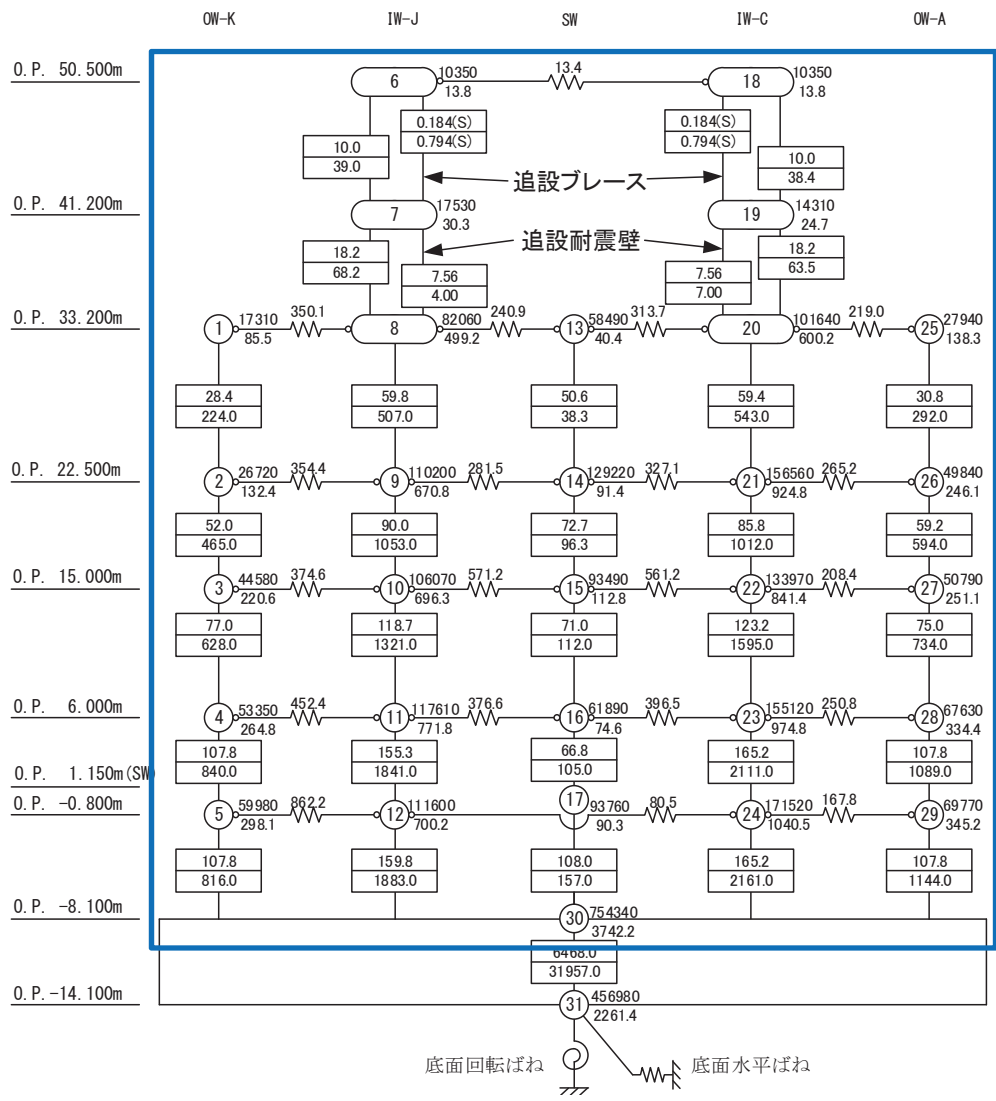 OW-K IW-J SW IW-C OW-A
O.P. 50.500m
6 10350 13.4 18 10350
13.8 13.8
0.184(S) 0.184(S)
0.794(S) 0.794(S)
10.0 10.0
39.0 38.4
追設ブレース
O.P. 41.200m
7 17530 19 14310
30.3 24.7
18.2 追設耐震壁 18.2
68.2 63.5
7.56 7.56
4.00 7.00
O.P. 33.200m
1 17310 350.1 8 82060 240.9 13 58490 313.7 20 101640 219.0 25 27940
85.5 499.2 40.4 600.2 138.3
28.4 59.8 50.6 59.4 30.8
224.0 507.0 38.3 543.0 292.0
O.P. 22.500m
2 26720 354.4 9 110200 281.5 14 129220 327.1 21 156560 265.2 26 49840
132.4 670.8 91.4 924.8 246.1
52.0 90.0 72.7 85.8 59.2
465.0 1053.0 96.3 1012.0 594.0
O.P. 15.000m
3 44580 374.6 10 106070 571.2 15 93490 561.2 22 133970 208.4 27 50790
220.6 696.3 112.8 841.4 251.1
77.0 118.7 71.0 123.2 75.0
628.0 1321.0 112.0 1595.0 734.0
O.P. 6.000m
4 53350 452.4 11 117610 376.6 16 61890 396.5 23 155120 250.8 28 67630
264.8 771.8 74.6 974.8 334.4
107.8 155.3 66.8 165.2 107.8
840.0 1841.0 105.0 2111.0 1089.0
O.P. 1.150m(SW)
O.P. -0.800m
5 59980 862.2 12 111600 17 93760 80.5 24 171520 167.8 29 69770
298.1 700.2 90.3 1040.5 345.2
107.8 159.8 108.0 165.2 107.8
816.0 1883.0 157.0 2161.0 1144.0
O.P. -8.100m
30 754340
3742.2
6468.0
31957.0
O.P.-14.100m
31 456980
2261.4
底面回転ばね 底面水平ばね